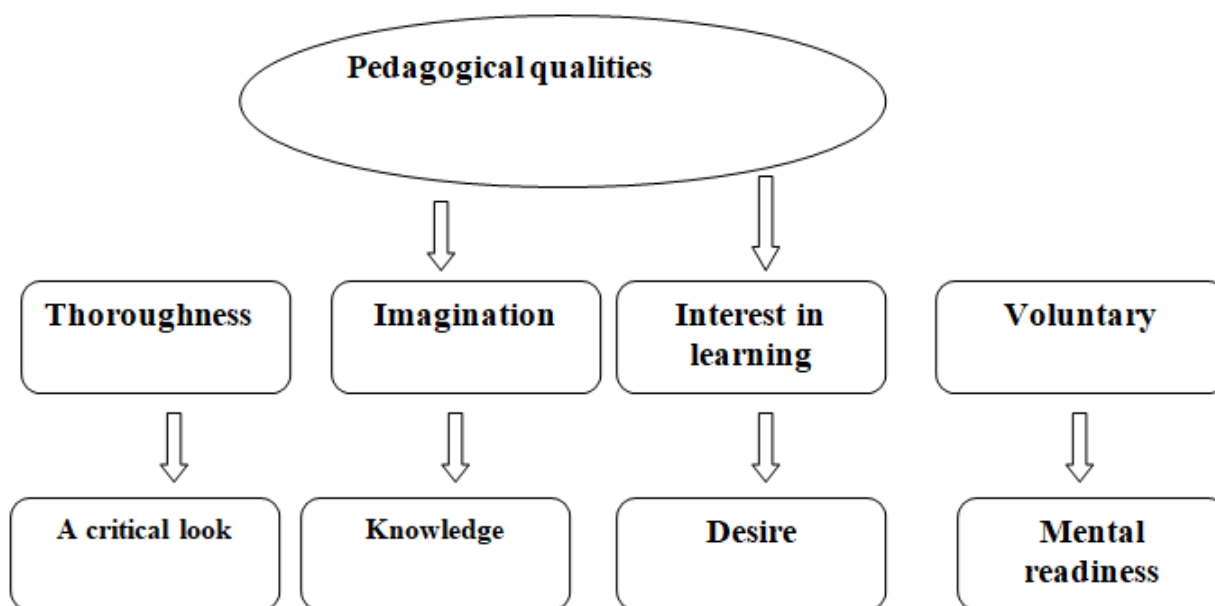 Pedagogical qualities
Thoroughness
Imagination
Interest in
learning
Voluntary
A critical look
Knowledge
Desire
Mental
readiness